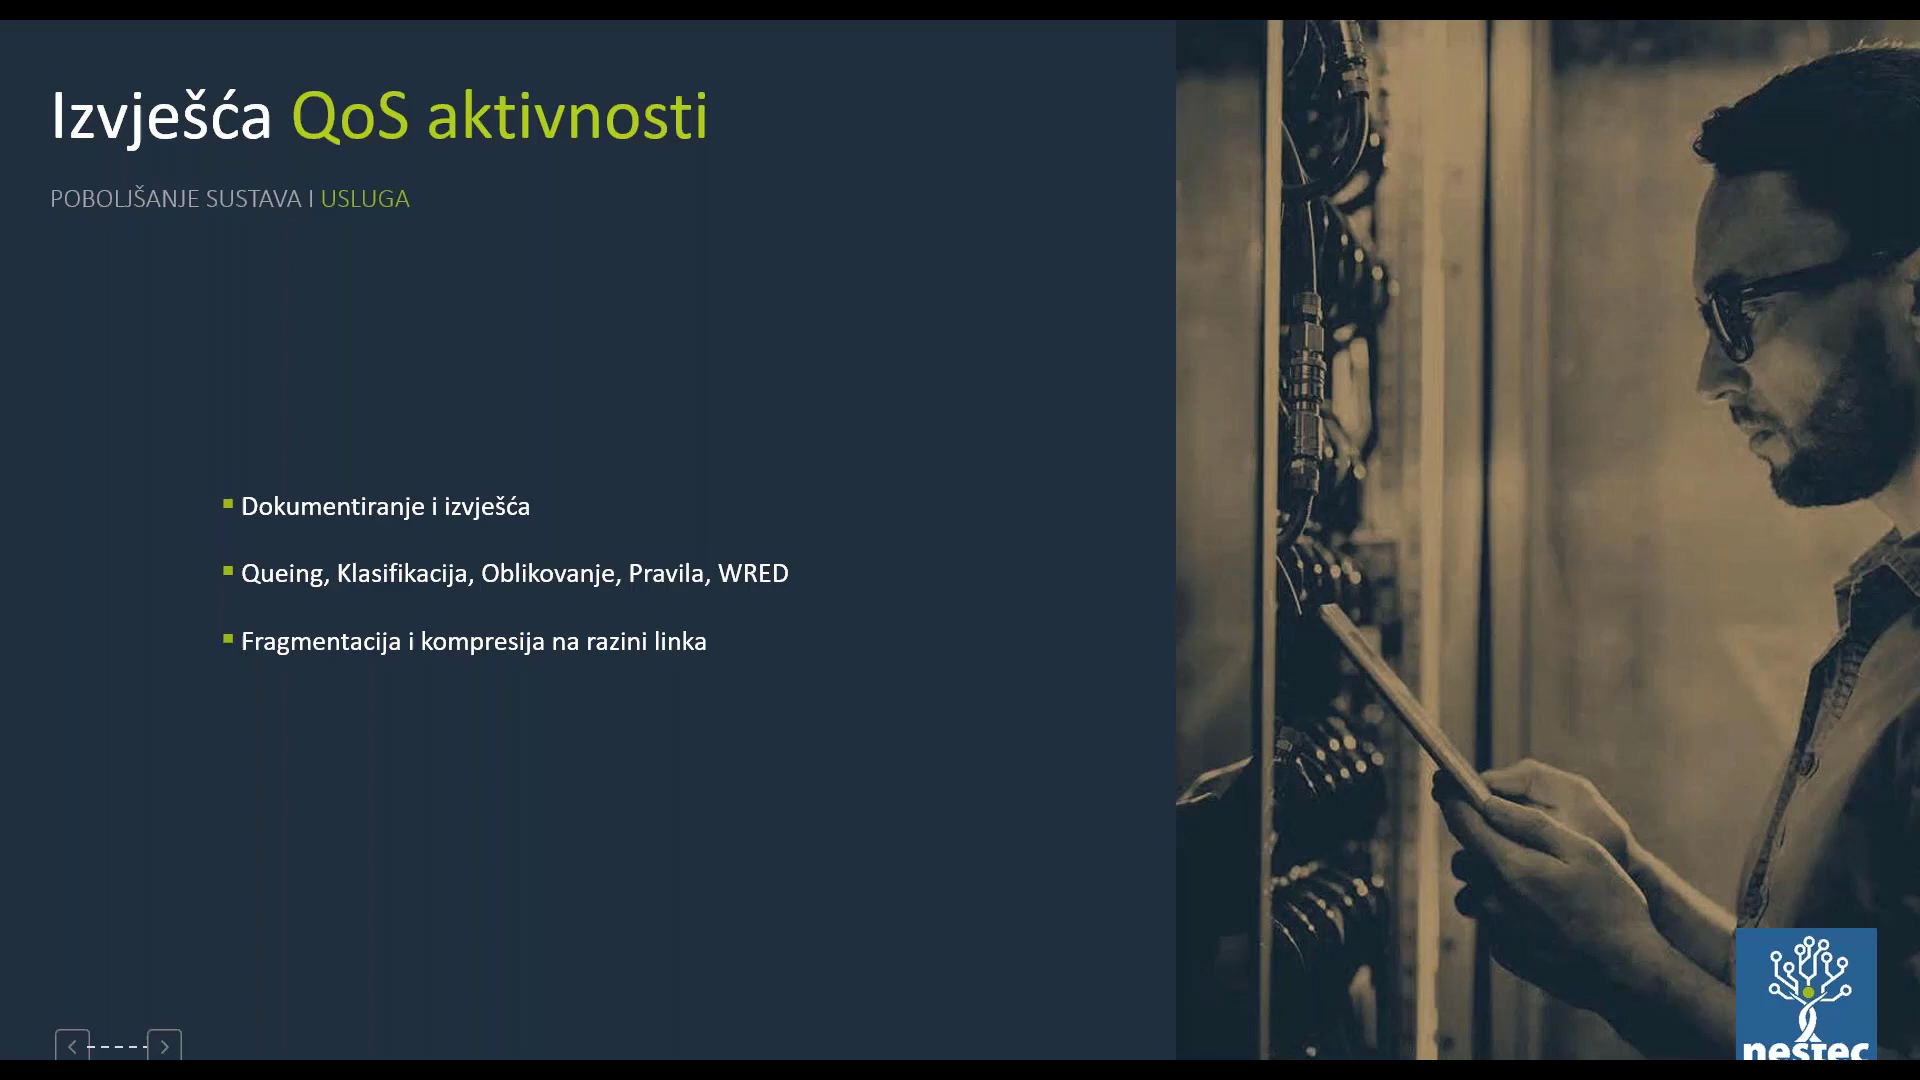 Izvješća QoS aktivnosti
POBOLJŠANJE SUSTAVA I USLUGA
Dokumentiranje i izvješća
Queing, Klasifikacija, Oblikovanje, Pravila, WRED
Fragmentacija i kompresija na razini linka
nestec